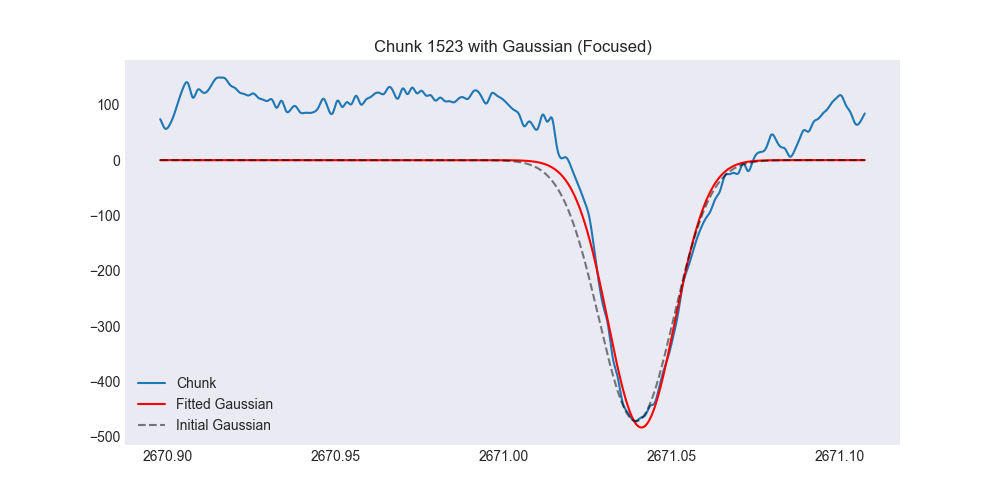 Chunk 1523 with Gaussian (Focused)
100
0
−100
−200
−300
−400
−500
Chunk
Fitted Gaussian
Initial Gaussian
2670.90 2670.95 2671.00 2671.05 2671.10